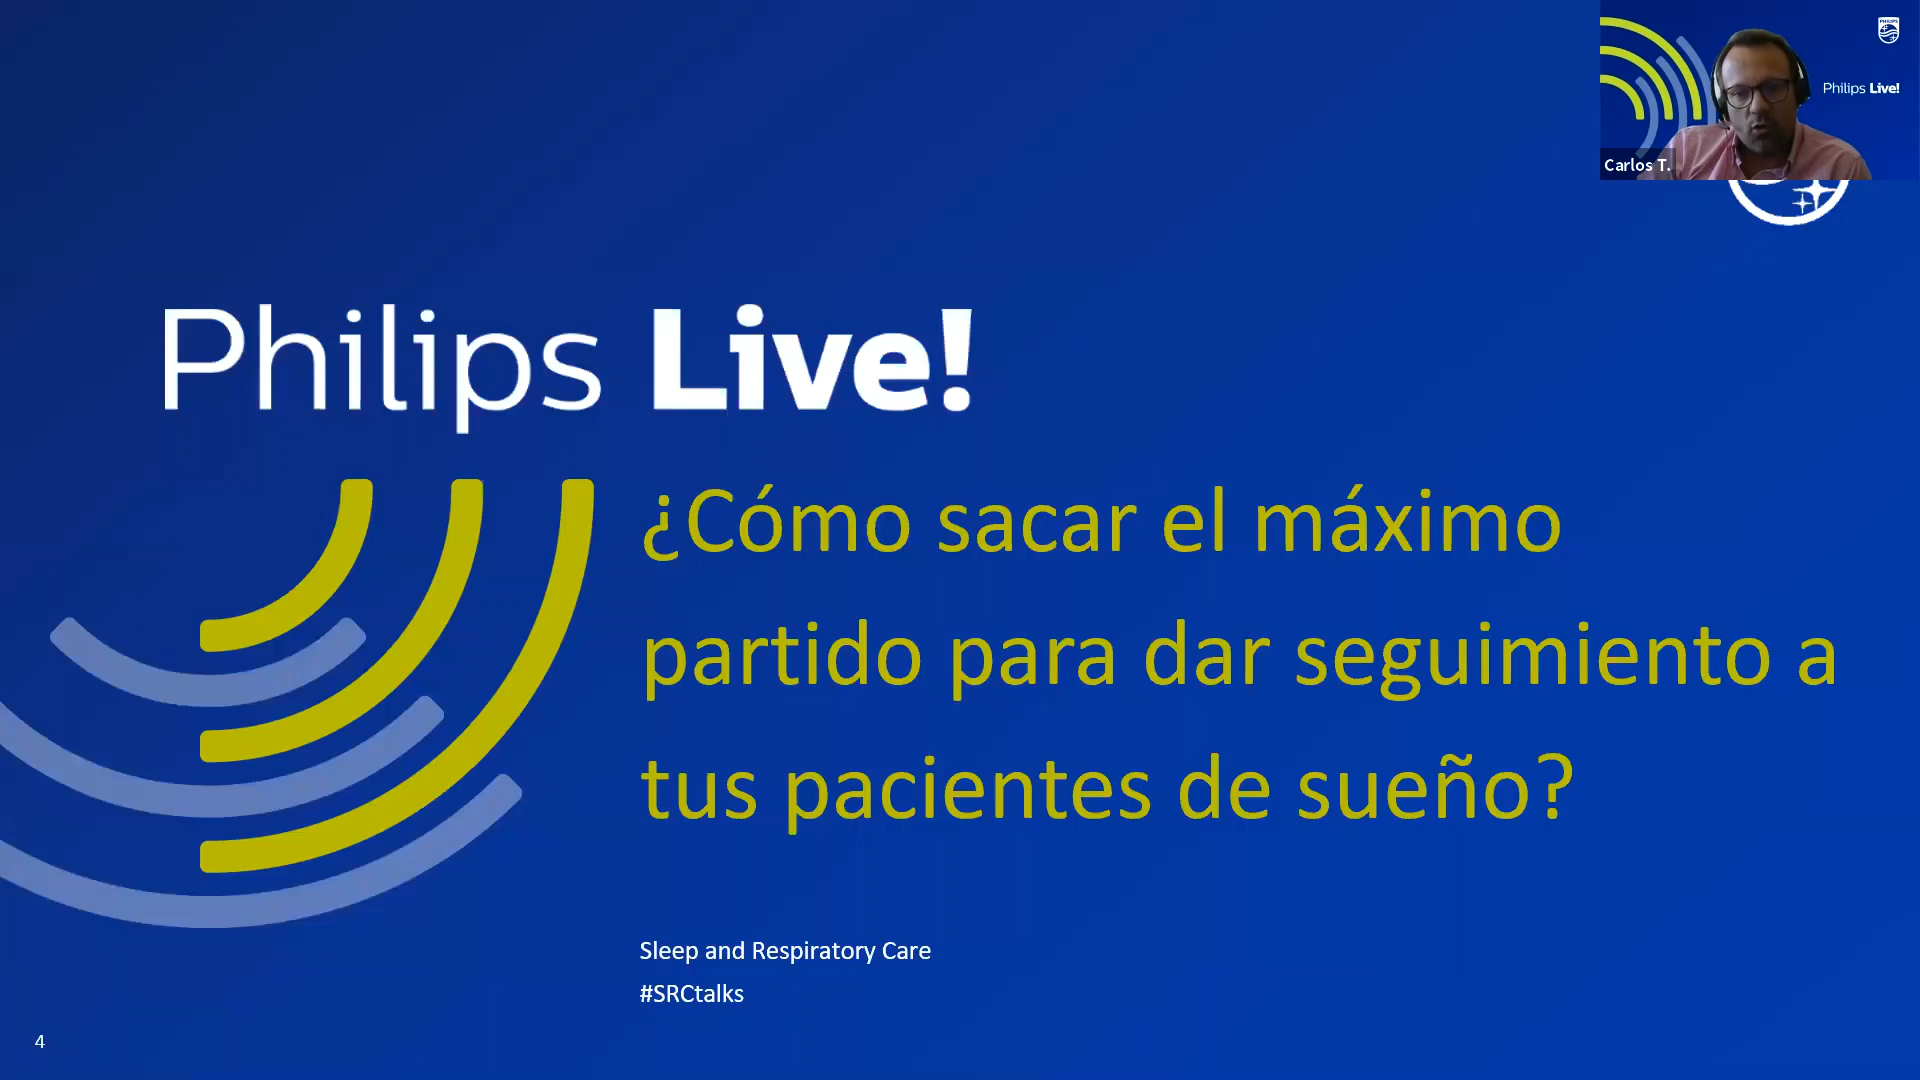 Philips Live!
Carlos T.
Philips Live!
¿Cómo sacar el máximo
partido para dar seguimiento a
tus pacientes de sueño?
Sleep and Respiratory Care
#SRCtalks
4